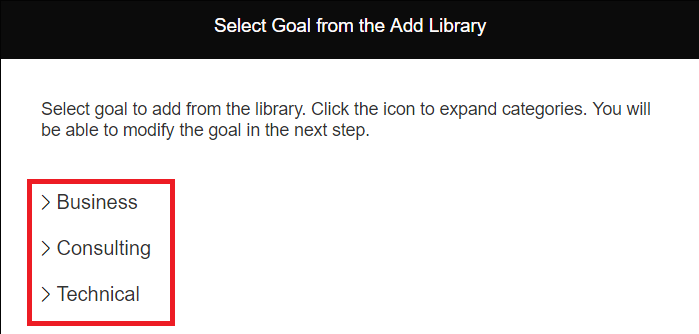 Select Goal from the Add Library
Select goal to add from the library. Click the icon to expand categories. You will
be able to modify the goal in the next step.
Business
Consulting
Technical